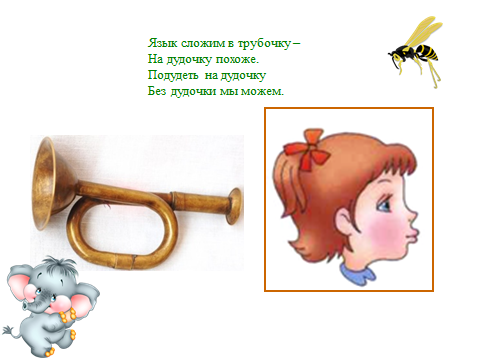 Язык сложим в трубочку –
На дудочку похоже.
Подудеть на дудочку
Без дудочки мы можем.